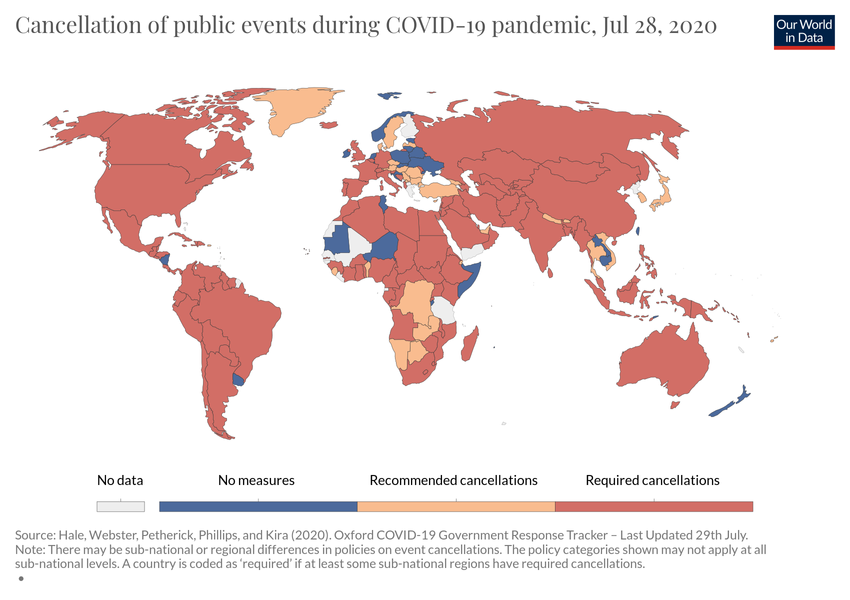 Cancellation of public events during COVID-19 pandemic, Jul 28, 2020
Our World
in Data
No data
No measures
Recommended cancellations
Required cancellations
Source: Hale, Webster, Petherick, Phillips, and Kira (2020). Oxford COVID-19 Government Response Tracker – Last Updated 29th July.
Note: There may be sub-national or regional differences in policies on event cancellations. The policy categories shown may not apply at all
sub-national levels. A country is coded as 'required' if at least some sub-national regions have required cancellations.
•